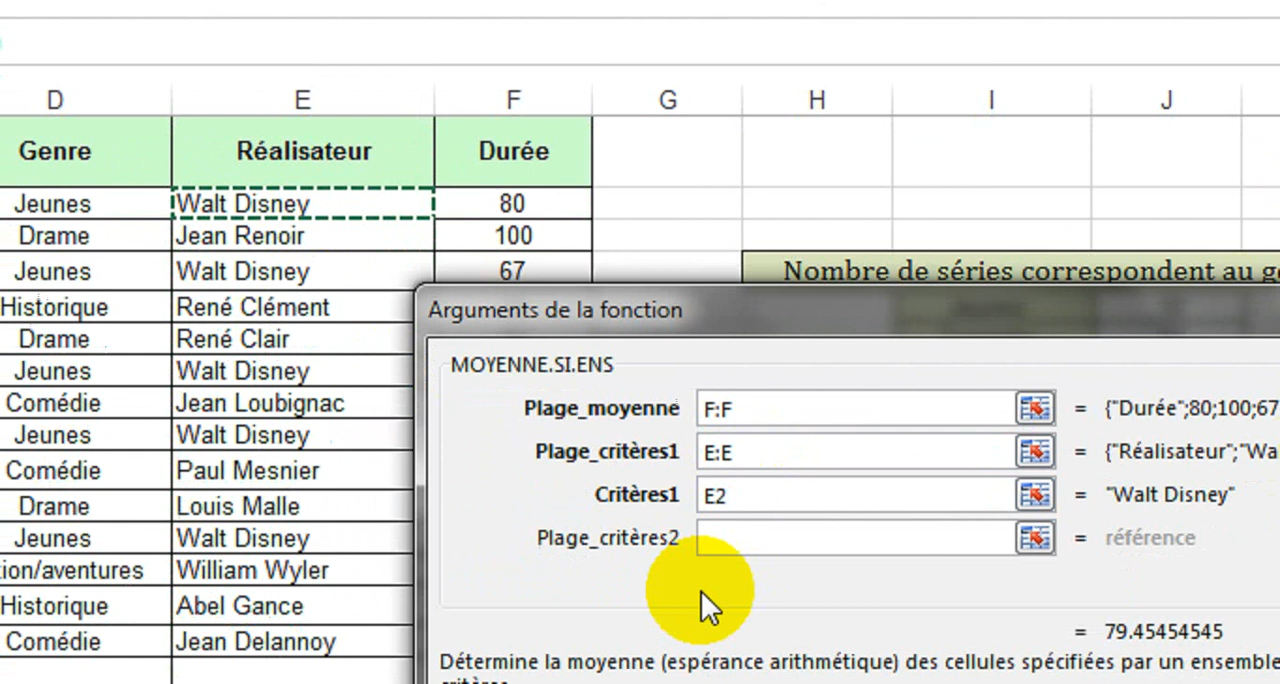 D E F G H I J
Genre Réalisateur Durée
Jeunes Walt Disney 80
Drame Jean Renoir 100
Jeunes Walt Disney 67
Nombre de séries correspondent au ge
Historique René Clément
Drame René Clair
Jeunes Walt Disney
Comédie Jean Loubignac
Jeunes Walt Disney
Comédie Paul Mesnier
Drame Louis Malle
Jeunes Walt Disney
ion/aventures William Wyler
Historique Abel Gance
Comédie Jean Delannoy
Arguments de la fonction
MOYENNE.SI.ENS
Plage_moyenne F:F = {"Durée";80;100;67
Plage_critères1 E:E = {"Réalisateur";"Wa
Critères1 E2 = "Walt Disney"
Plage_critères2 = référence
= 79.45454545
Détermine la moyenne (espérance arithmétique) des cellules spécifiées par un ensemble
critères.